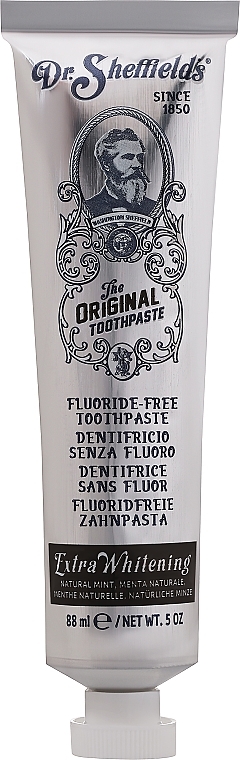 Dr. Sheffield's®
SINCE
1850
WASHINGTON SHEFFIELD
The
ORIGINAL
TOOTHPASTE
FLUORIDE-FREE
TOOTHPASTE
DENTIFRICIO
SENZA FLUORO
DENTIFRICE
SANS FLUOR
FLUORIDFREIE
ZAHNPASTA
Extra Whitening
NATURAL MINT, MENTA NATURALE,
MENTHE NATURELLE, NATÜRLICHE MINZE
88 ml ℮ / NET WT. 5 OZ